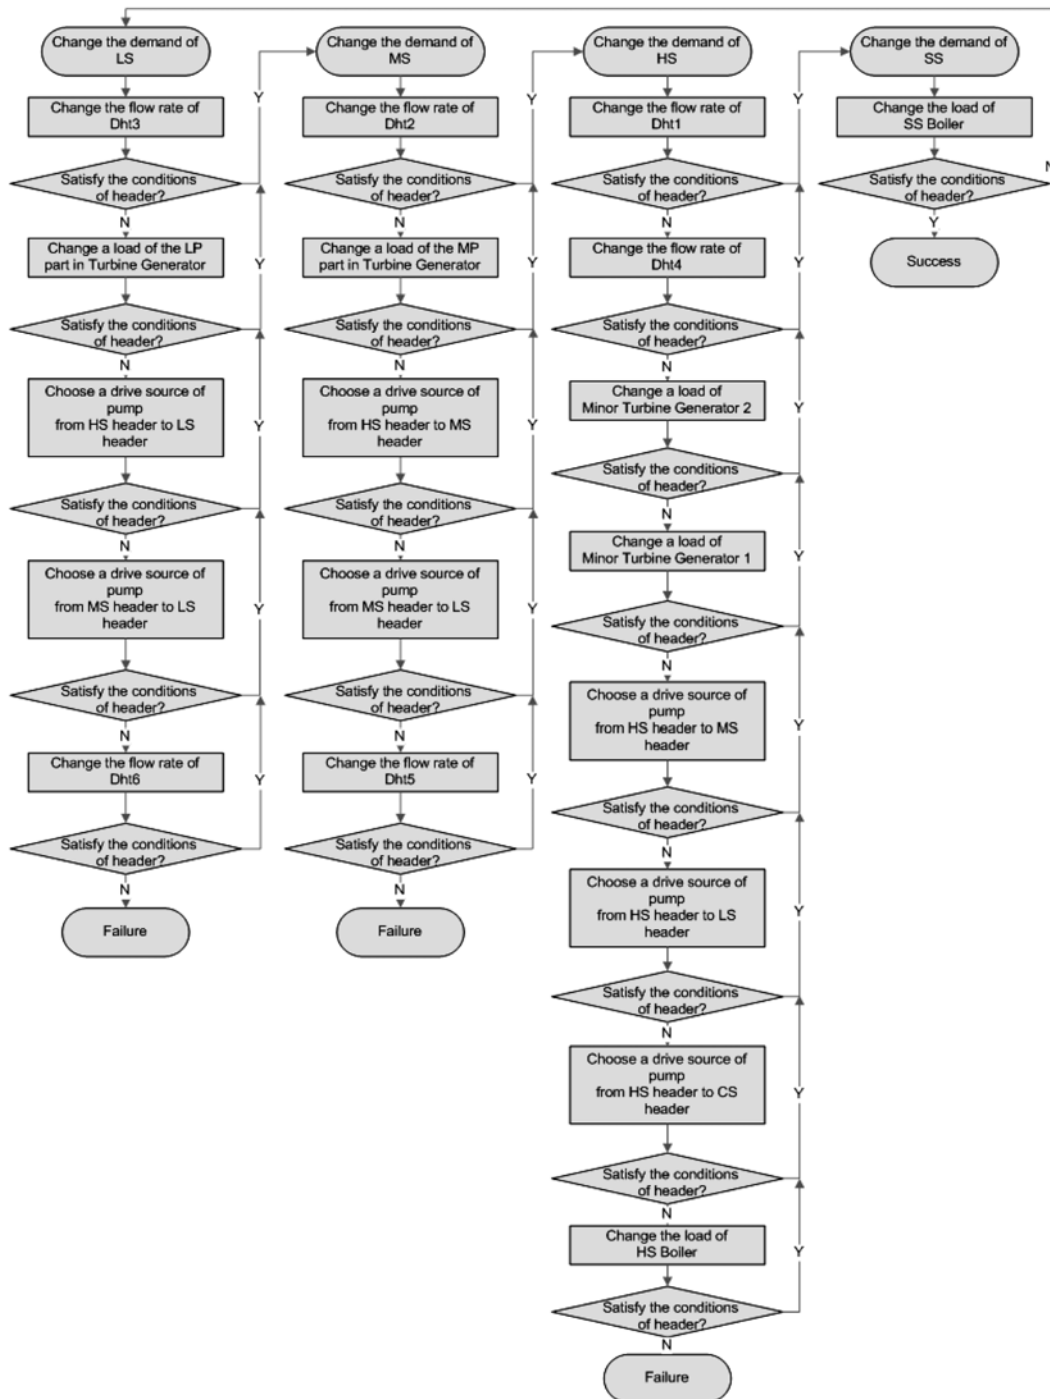 Change the demand of
LS
Change the flow rate of
Dht3
Satisfy the conditions
of header?
N
Y
Change a load of the LP
part in Turbine Generator
Y
Satisfy the conditions
of header?
N
Choose a drive source of
pump
from HS header to LS
header
Y
Satisfy the conditions
of header?
N
Choose a drive source of
pump
from MS header to LS
header
Y
Satisfy the conditions
of header?
N
Change the flow rate of
Dht6
Y
Satisfy the conditions
of header?
N
Failure
Change the demand of
MS
Change the flow rate of
Dht2
Y
Satisfy the conditions
of header?
N
Change a load of the MP
part in Turbine Generator
Y
Satisfy the conditions
of header?
N
Choose a drive source of
pump
from HS header to MS
header
Y
Satisfy the conditions
of header?
N
Choose a drive source of
pump
from MS header to LS
header
Y
Satisfy the conditions
of header?
N
Change the flow rate of
Dht5
Y
Satisfy the conditions
of header?
N
Failure
Change the demand of
HS
Change the flow rate of
Dht1
Y
Satisfy the conditions
of header?
N
Change the flow rate of
Dht4
Y
Satisfy the conditions
of header?
N
Change a load of
Minor Turbine Generator 2
Y
Satisfy the conditions
of header?
N
Change a load of
Minor Turbine Generator 1
Y
Satisfy the conditions
of header?
N
Choose a drive source of
pump
from HS header to MS
header
Y
Satisfy the conditions
of header?
N
Choose a drive source of
pump
from HS header to LS
header
Y
Satisfy the conditions
of header?
N
Choose a drive source of
pump
from HS header to CS
header
Y
Satisfy the conditions
of header?
N
Change the load of
HS Boiler
Y
Satisfy the conditions
of header?
N
Failure
Change the demand of
SS
Change the load of
SS Boiler
N
Satisfy the conditions
of header?
Y
Success